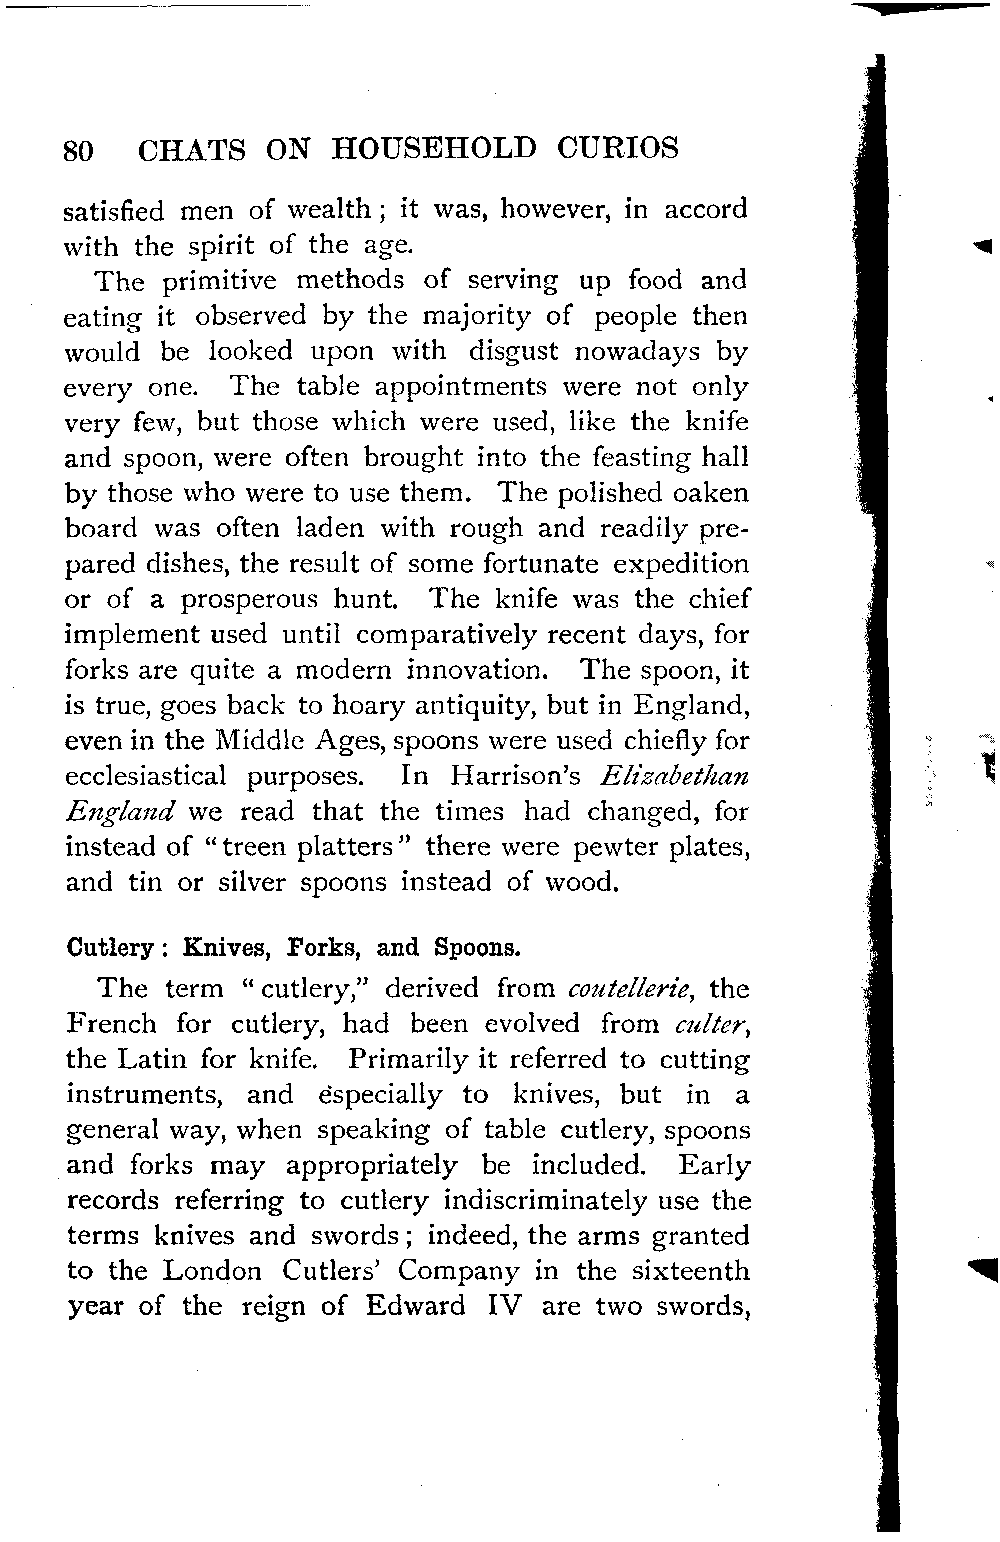 80 CHATS ON HOUSEHOLD CURIOS
satisfied men of wealth; it was, however, in accord
with the spirit of the age.
The primitive methods of serving up food and
eating it observed by the majority of people then
would be looked upon with disgust nowadays by
every one. The table appointments were not only
very few, but those which were used, like the knife
and spoon, were often brought into the feasting hall
by those who were to use them. The polished oaken
board was often laden with rough and readily pre-
pared dishes, the result of some fortunate expedition
or of a prosperous hunt. The knife was the chief
implement used until comparatively recent days, for
forks are quite a modern innovation. The spoon, it
is true, goes back to hoary antiquity, but in England,
even in the Middle Ages, spoons were used chiefly for
ecclesiastical purposes. In Harrison's Elizabethan
England we read that the times had changed, for
instead of "treen platters" there were pewter plates,
and tin or silver spoons instead of wood.
Cutlery: Knives, Forks, and Spoons.
The term "cutlery," derived from coutellerie, the
French for cutlery, had been evolved from culter,
the Latin for knife. Primarily it referred to cutting
instruments, and especially to knives, but in a
general way, when speaking of table cutlery, spoons
and forks may appropriately be included. Early
records referring to cutlery indiscriminately use the
terms knives and swords; indeed, the arms granted
to the London Cutlers' Company in the sixteenth
year of the reign of Edward IV are two swords,